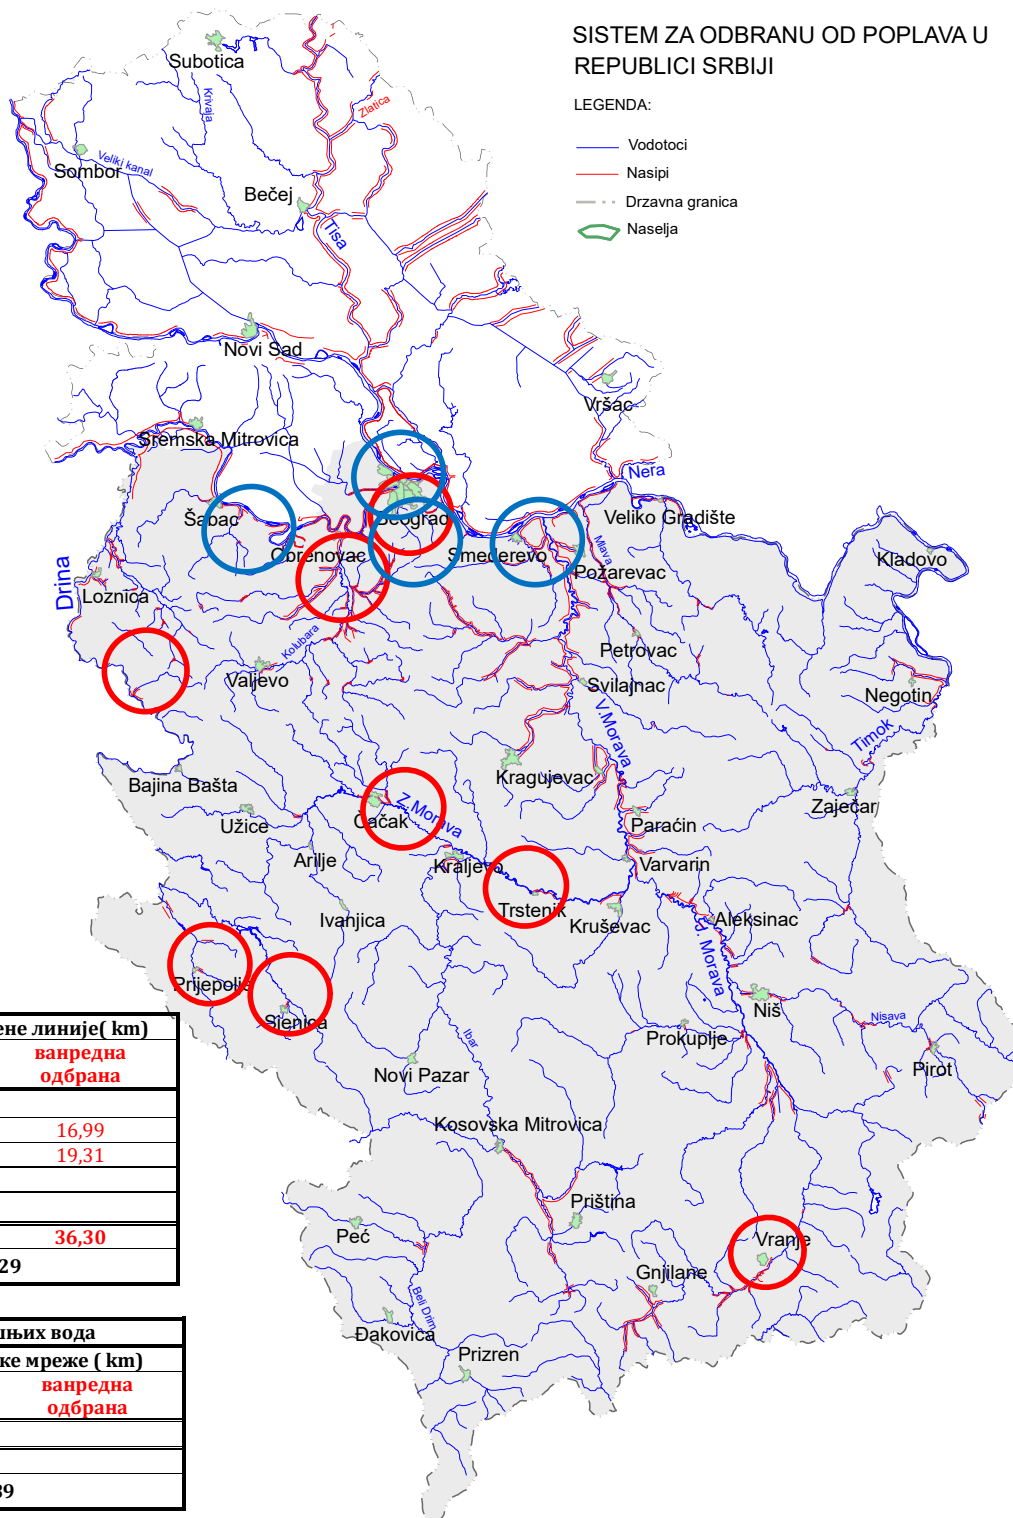 SISTEM ZA ODBRANU OD POPLAVA U
REPUBLICI SRBIJI
LEGENDA:
Vodotoci
Nasipi
Drzavna granica
Naselja
Subotica
Krivaja
Zlatica
Sombor
Veliki kanal
Bečej
Tisa
Novi Sad
Vršac
Sremska Mitrovica
Nera
Šabac
Beograd
Veliko Gradište
Obrenovac
Smederevo
Mlava
Požarevac
Kladovo
Drina
Loznica
Kolubara
Petrovac
Valjevo
Svilajnac
Negotin
V.Morava
Timok
Bajina Bašta
Kragujevac
Zaječar
Užice
Čačak
Z.Morava
Paraćin
Arilje
Kraljevo
Varvarin
Ivanjica
Trstenik
Kruševac
Aleksinac
J. Morava
Prijepolje
Sjenica
Niš
Nisava
Ibar
Prokuplje
Pirot
Novi Pazar
Kosovska Mitrovica
Priština
Peć
Vranje
Gnjilane
Beli Drim
Đakovica
Prizren
ене линије( km)
ванредна
одбрана
16,99
19,31
36,30
29
шњих вода
ке мреже ( km)
ванредна
одбрана
39